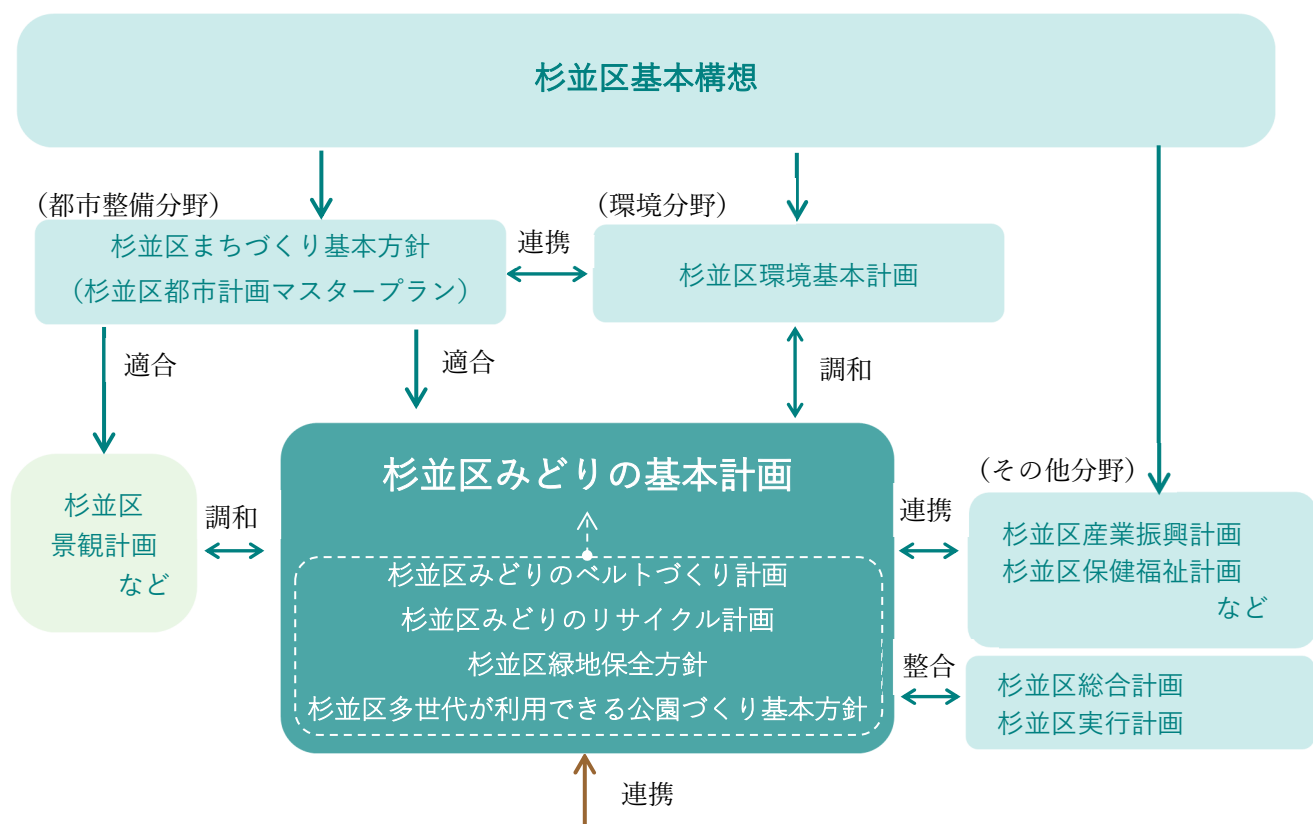 杉並区基本構想
（都市整備分野）
（環境分野）
杉並区まちづくり基本方針
（杉並区都市計画マスタープラン）
連携
杉並区環境基本計画
適合
適合
調和
杉並区みどりの基本計画
（その他分野）
杉並区
景観計画
など
調和
連携
杉並区産業振興計画
杉並区保健福祉計画
など
杉並区みどりのベルトづくり計画
杉並区みどりのリサイクル計画
杉並区緑地保全方針
杉並区多世代が利用できる公園づくり基本方針
整合
杉並区総合計画
杉並区実行計画
連携